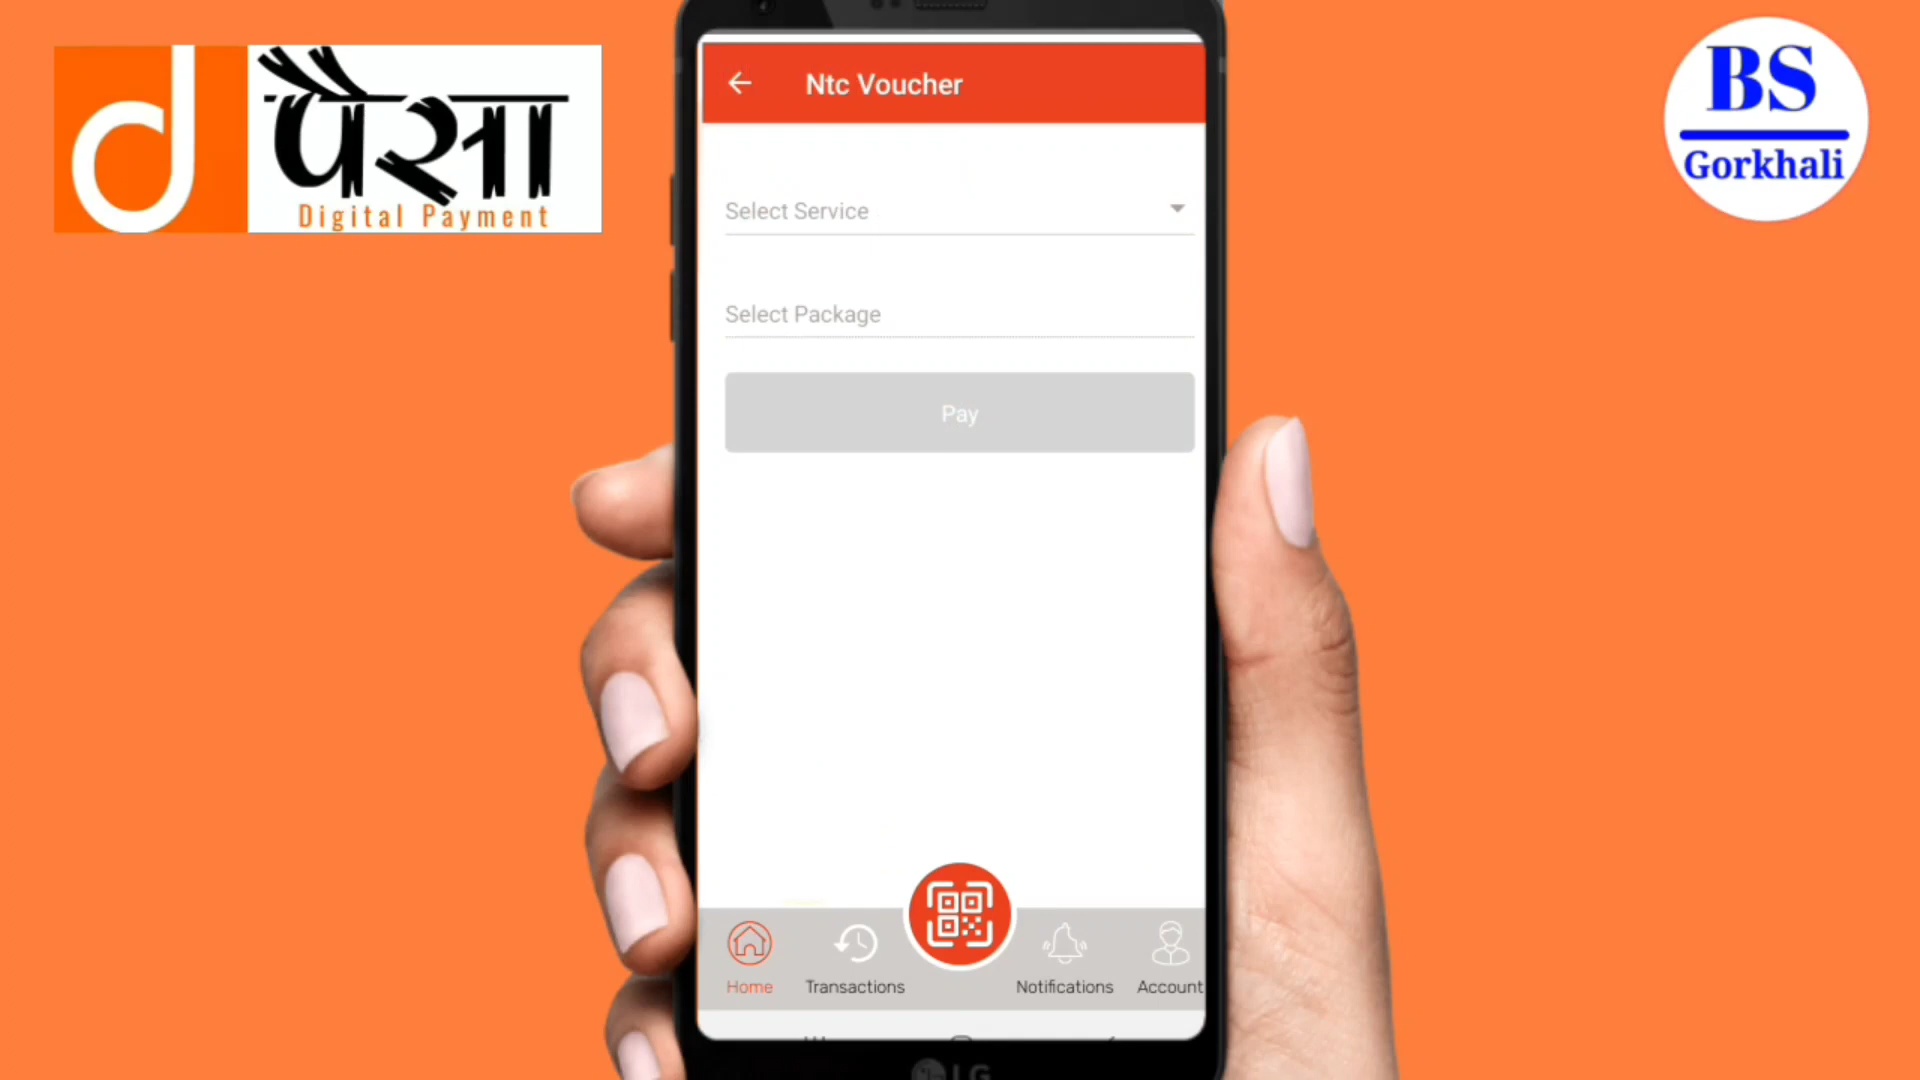 d पैसा
Digital Payment
BS
Gorkhali
Ntc Voucher
Select Service
Select Package
Pay
Home
Transactions
Notifications
Account
LG